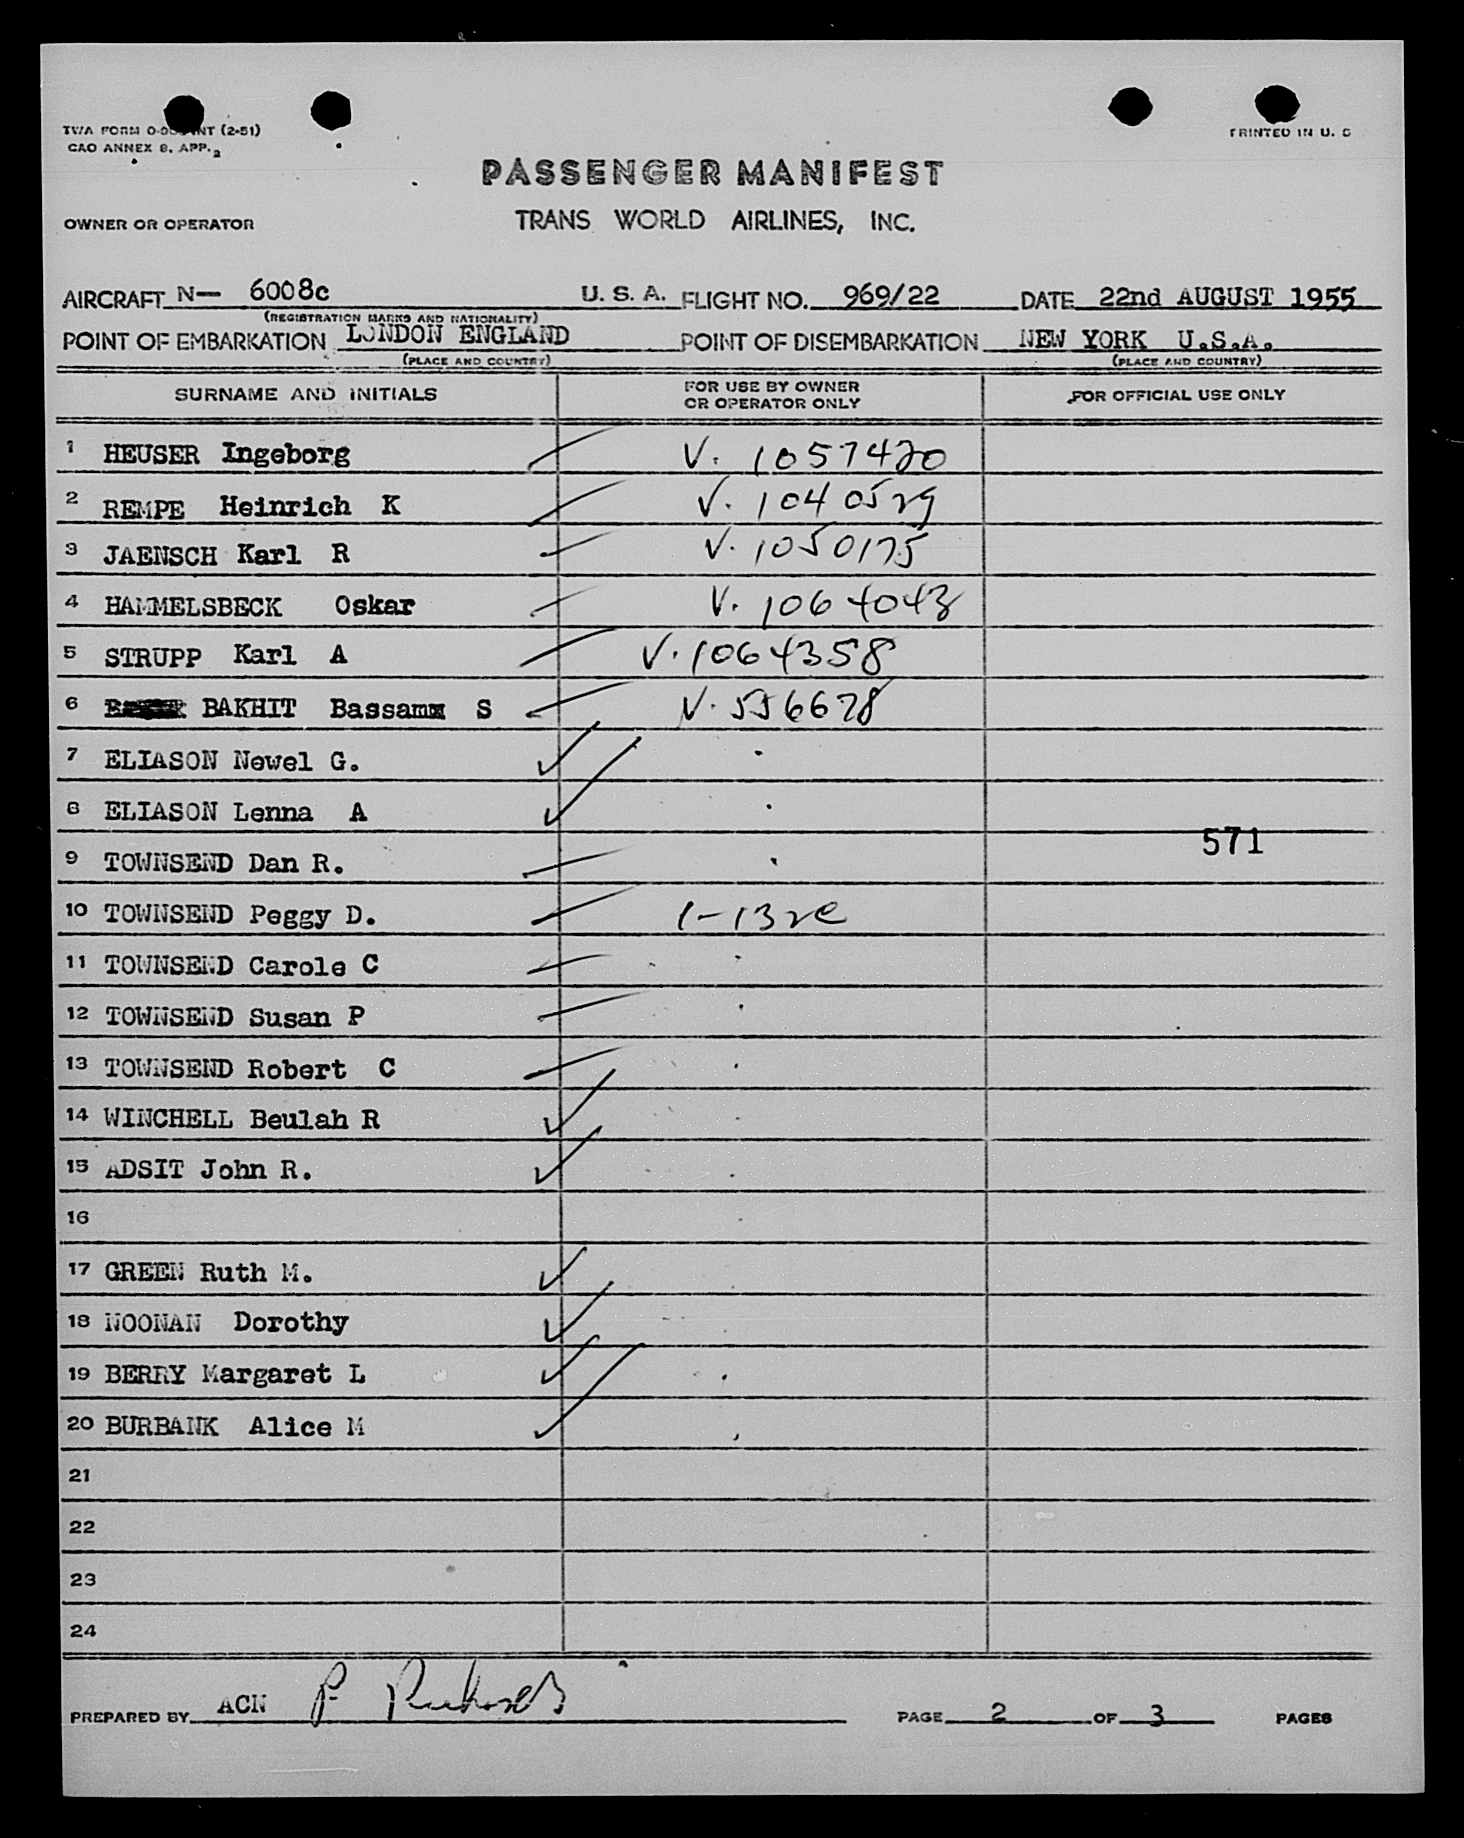 TWA FORM O- NT (2-51)
CAO ANNEX 9, APP. 2
PRINTED IN U. S
PASSENGER MANIFEST
OWNER OR OPERATOR
TRANS WORLD AIRLINES, INC.
AIRCRAFT N— 6008c U. S. A. FLIGHT NO. 969/22 DATE 22nd AUGUST 1955
(REGISTRATION MARKS AND NATIONALITY)
POINT OF EMBARKATION LONDON ENGLAND POINT OF DISEMBARKATION NEW YORK U.S.A.
(PLACE AND COUNTRY) (PLACE AND COUNTRY)
SURNAME AND INITIALS FOR USE BY OWNER OR OPERATOR ONLY FOR OFFICIAL USE ONLY
1 HEUSER Ingeborg V. 1057420
2 REMPE Heinrich K V. 1040529
3 JAENSCH Karl R V. 1050175
4 HAMMELSBECK Oskar V. 1064043
5 STRUPP Karl A V. 1064358
6 BAKHIT Bassamx S V. 556678
7 ELIASON Newel G.
8 ELIASON Lenna A
571
9 TOWNSEND Dan R.
10 TOWNSEND Peggy D.
11 TOWNSEND Carole C
12 TOWNSEND Susan P
13 TOWNSEND Robert C
14 WINCHELL Beulah R
15 ADSIT John R.
16
17 GREEN Ruth M.
18 NOONAN Dorothy
19 BERRY Margaret L
20 BURBANK Alice M
21
22
23
24
PREPARED BY ACN P. PAGE 2 OF 3 PAGES